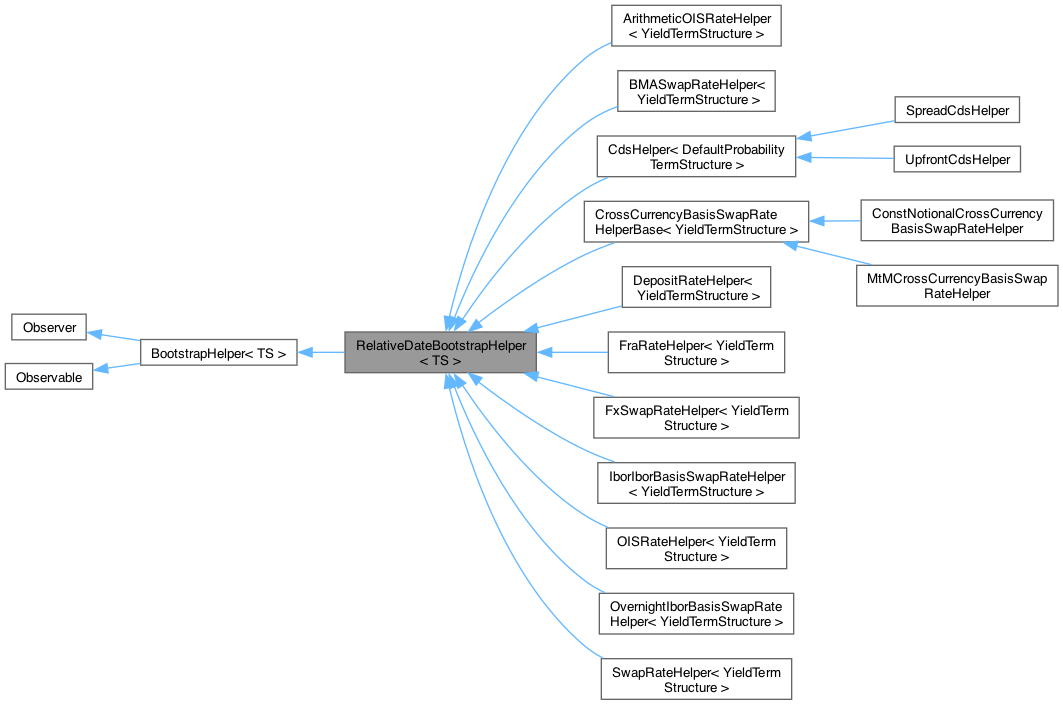 Observer
Observable
BootstrapHelper< TS >
RelativeDateBootstrapHelper
< TS >
ArithmeticOISRateHelper
< YieldTermStructure >
BMASwapRateHelper<
YieldTermStructure >
CdsHelper< DefaultProbability
TermStructure >
SpreadCdsHelper
UpfrontCdsHelper
CrossCurrencyBasisSwapRate
HelperBase< YieldTermStructure >
ConstNotionalCrossCurrency
BasisSwapRateHelper
MtMCrossCurrencyBasisSwap
RateHelper
DepositRateHelper<
YieldTermStructure >
FraRateHelper< YieldTerm
Structure >
FxSwapRateHelper< YieldTerm
Structure >
IborIborBasisSwapRateHelper
< YieldTermStructure >
OISRateHelper< YieldTerm
Structure >
OvernightIborBasisSwapRate
Helper< YieldTermStructure >
SwapRateHelper< YieldTerm
Structure >